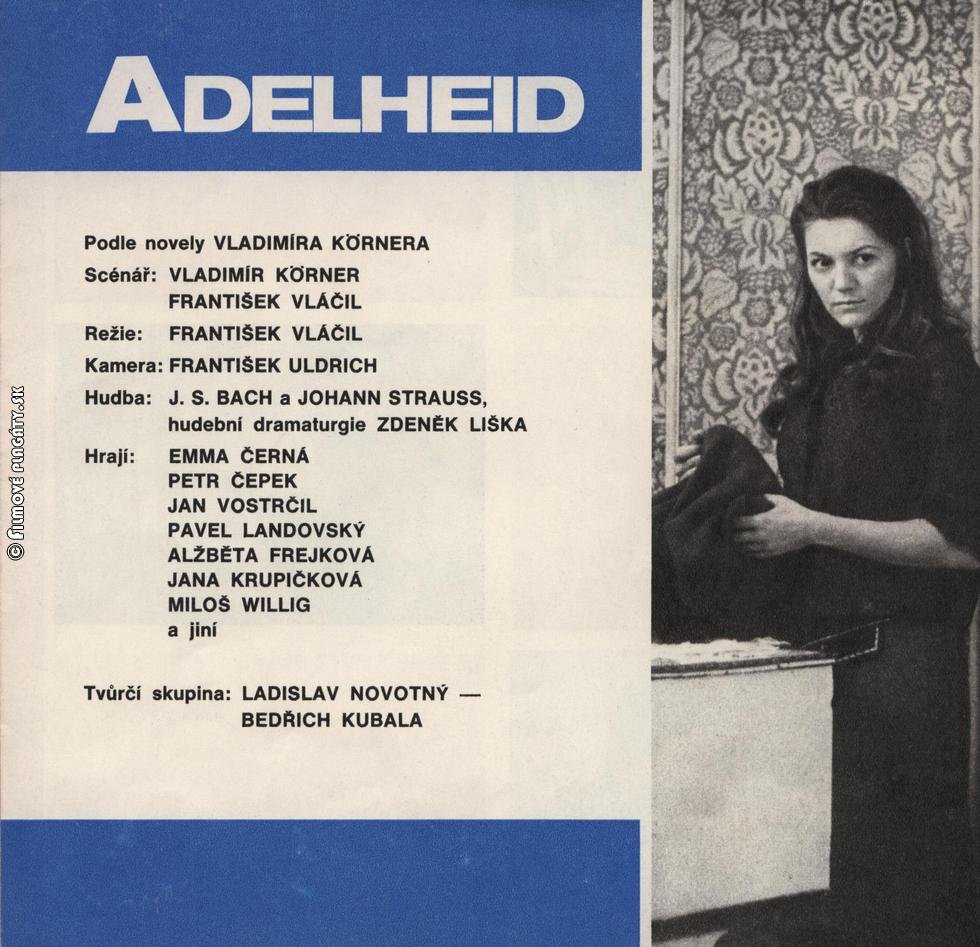 ADELHEID
Podle novely VLADIMÍRA KÖRNERA
Scénář: VLADIMÍR KÖRNER
FRANTIŠEK VLÁČIL
Režie: FRANTIŠEK VLÁČIL
Kamera: FRANTIŠEK ULDRICH
Hudba: J. S. BACH a JOHANN STRAUSS,
hudební dramaturgie ZDENĚK LIŠKA
Hrají: EMMA ČERNÁ
PETR ČEPEK
JAN VOSTRČIL
PAVEL LANDOVSKÝ
ALŽBĚTA FREJKOVÁ
JANA KRUPIČKOVÁ
MILOŠ WILLIG
a jiní
Tvůrčí skupina: LADISLAV NOVOTNÝ —
BEDŘICH KUBALA
© FILMOVÉ PLAGÁTY.SK